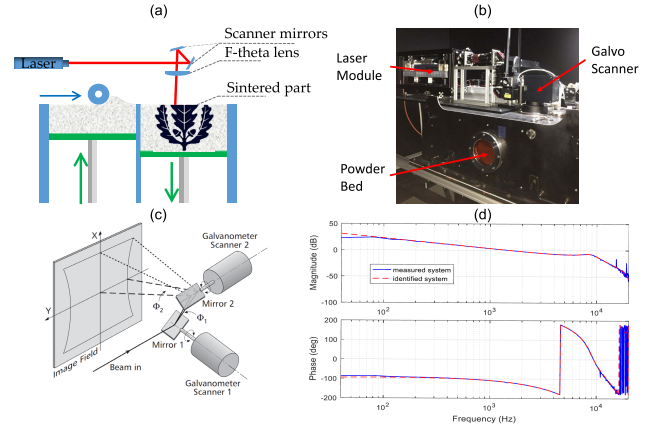 (a)
Scanner mirrors
F-theta lens
Laser
Sintered part
(b)
Laser
Module
Galvo
Scanner
Powder
Bed
(c)
X
Galvanometer
Scanner 2
Y
Φ2
Mirror 2
Φ1
Mirror 1
Image Field
Beam in
Galvanometer
Scanner 1
(d)
Magnitude (dB)
50
0
-50
-100
measured system
identified system
10^2
10^3
10^4
Phase (deg)
200
100
0
-100
-200
10^2
10^3
10^4
Frequency (Hz)